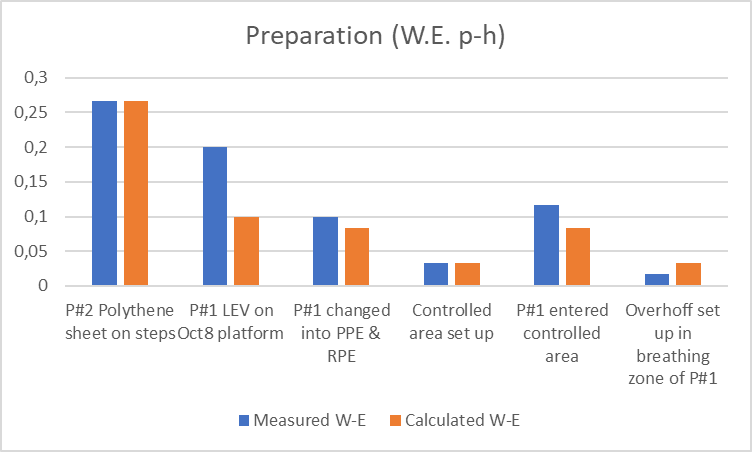 Preparation (W.E. p-h)
0,3
0,25
0,2
0,15
0,1
0,05
0
P#2 Polythene
sheet on steps
P#1 LEV on
Oct8 platform
P#1 changed
into PPE &
RPE
Controlled
area set up
P#1 entered
controlled
area
Overhoff set
up in
breathing
zone of P#1
Measured W-E
Calculated W-E